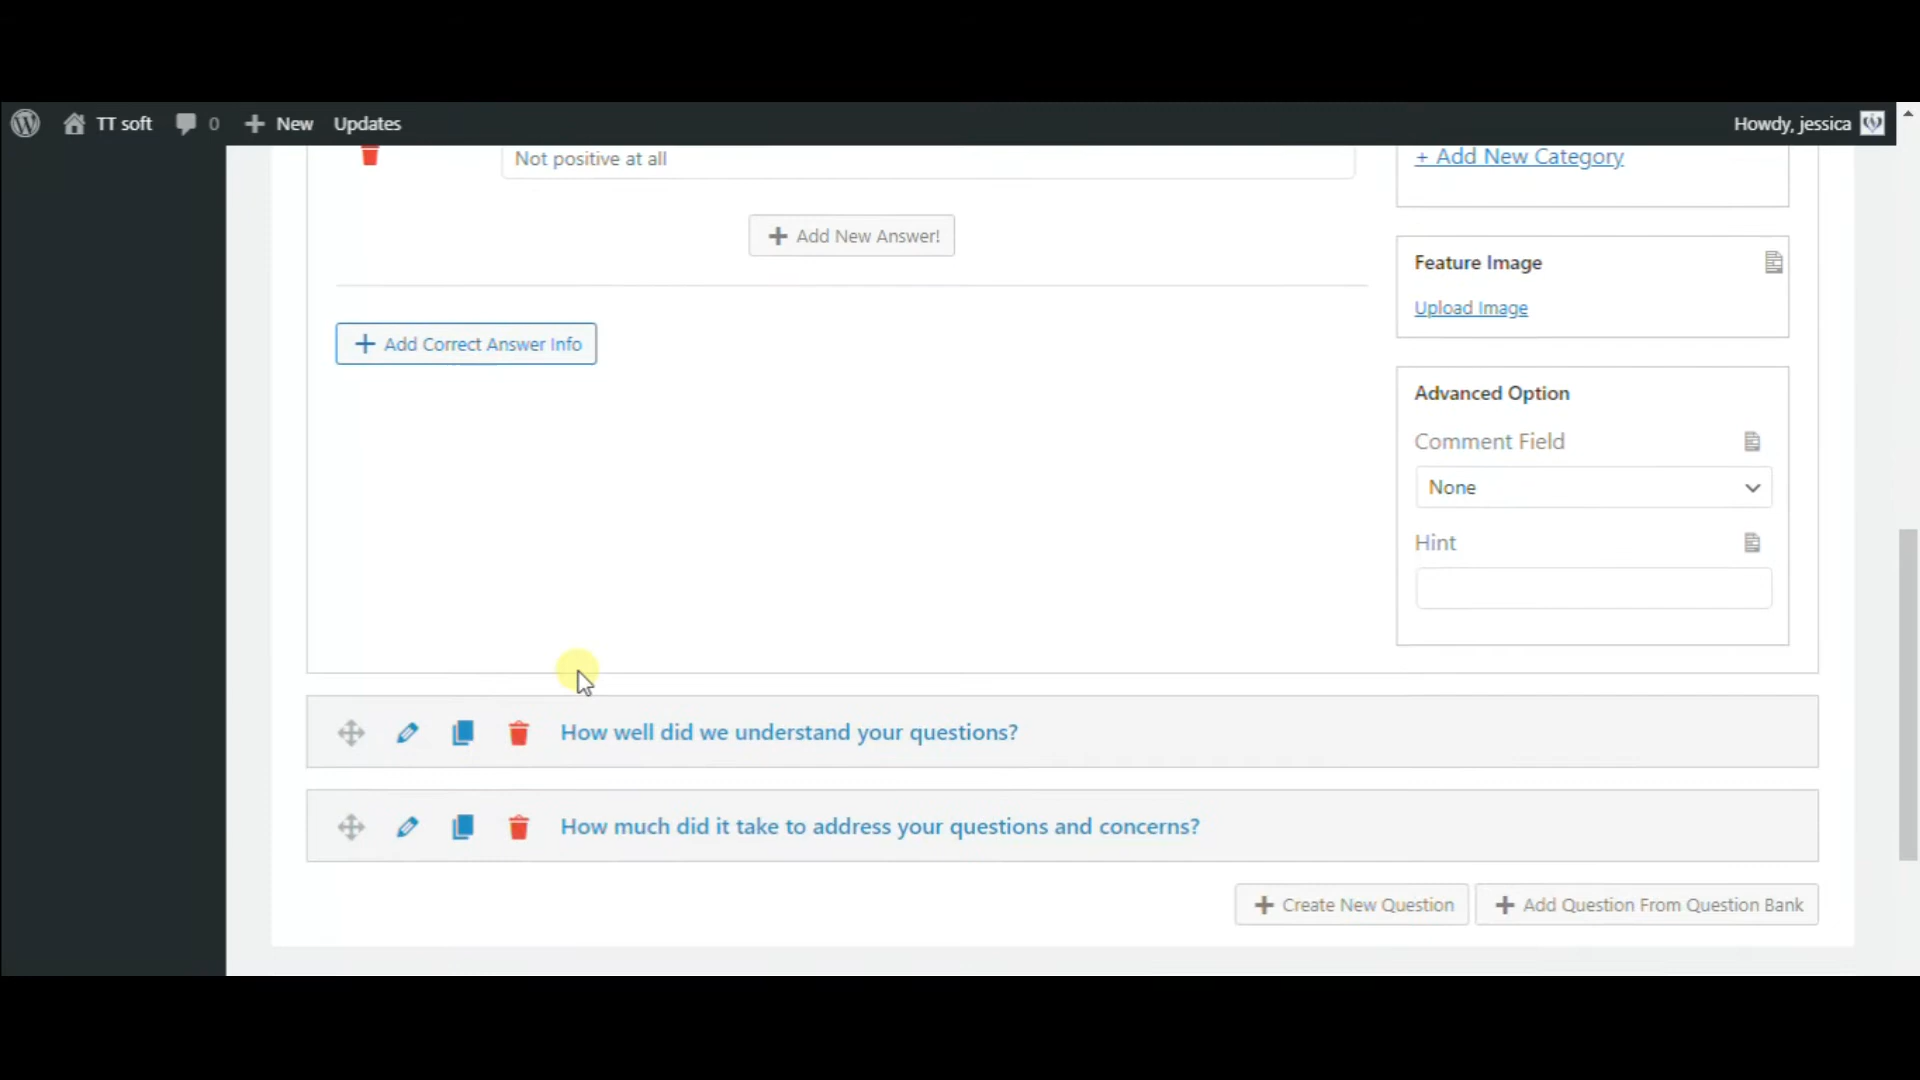 TT soft 0 New Updates Howdy, jessica
Not positive at all
+ Add New Category
Add New Answer!
Feature Image
Upload Image
Add Correct Answer Info
Advanced Option
Comment Field
None
Hint
How well did we understand your questions?
How much did it take to address your questions and concerns?
Create New Question Add Question From Question Bank